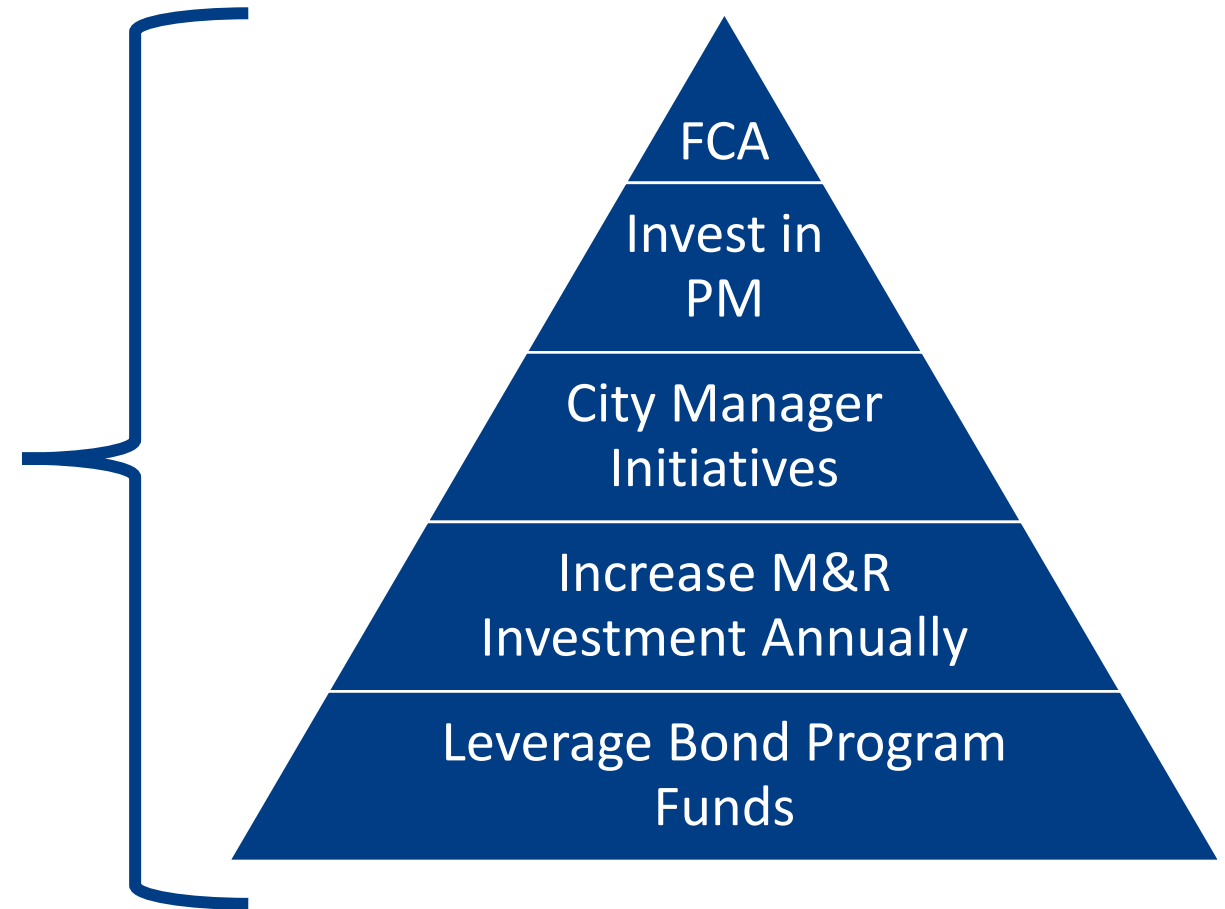 FCA
Invest in
PM
City Manager
Initiatives
Increase M&R
Investment Annually
Leverage Bond Program
Funds